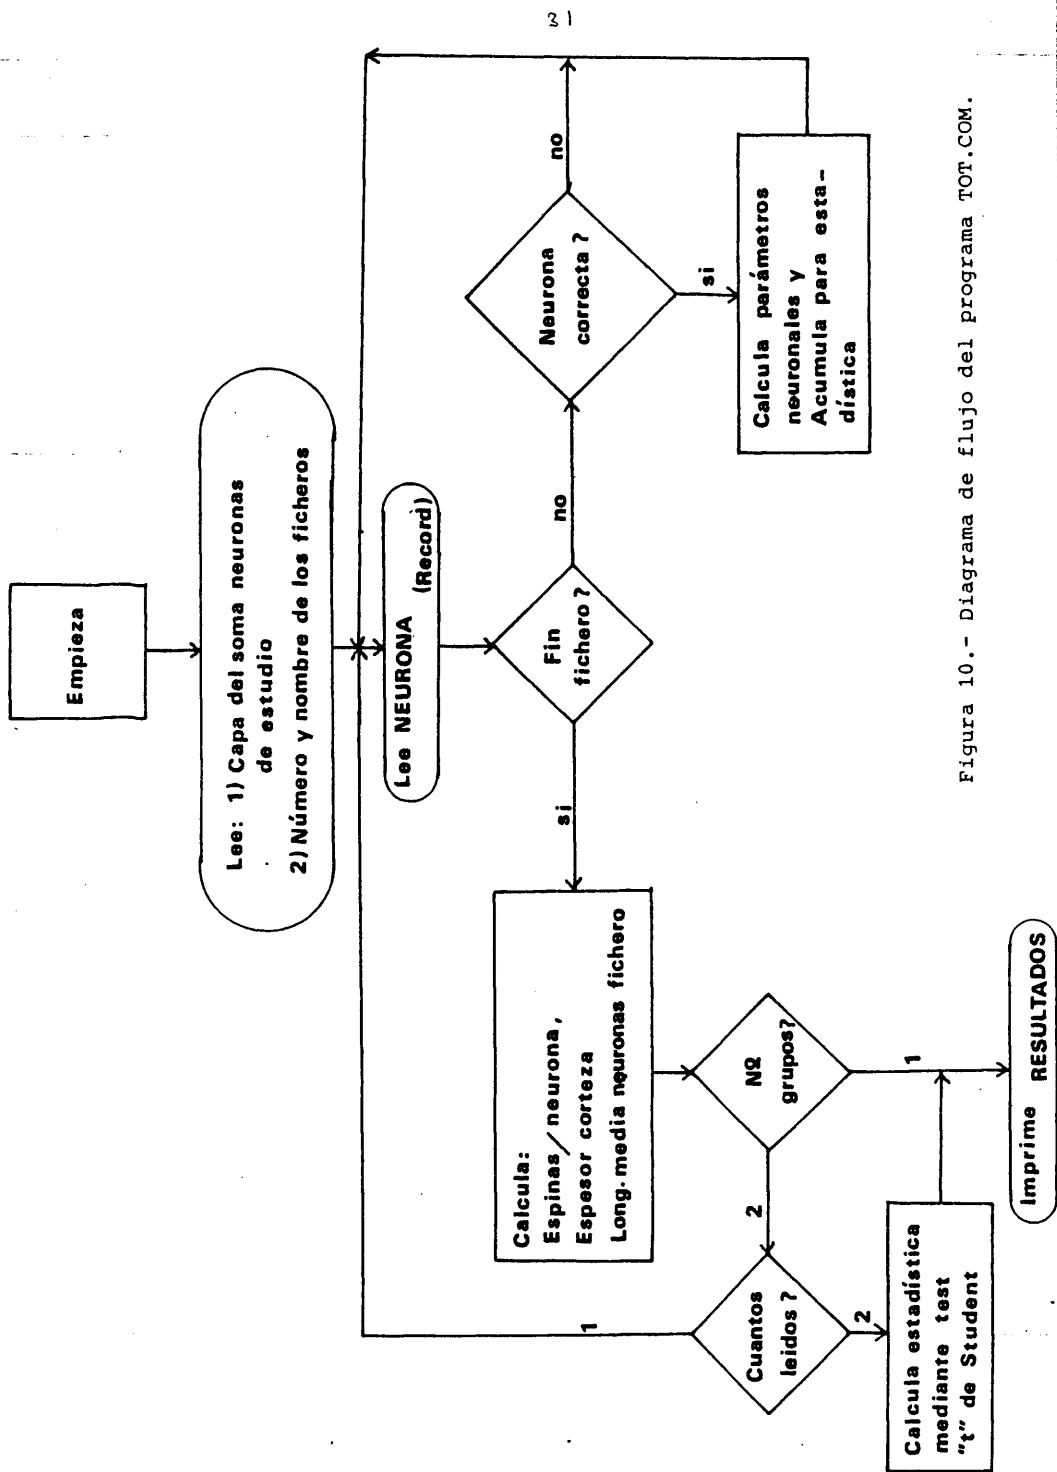 31
Empieza
Lee: 1) Capa del soma neuronas
de estudio
2) Número y nombre de los ficheros
Lee NEURONA
(Record)
Fin
fichero?
no
Neurona
correcta?
no
si
Calcula parámetros
neuronales y
Acumula para esta-
dística
si
Calcula:
Espinas/neurona,
Espesor corteza
Long. media neuronas fichero
Nº
grupos?
1
2
Cuantos
leidos?
1
2
Calcula estadística
mediante test
"t" de Student
Imprime RESULTADOS
Figura 10.- Diagrama de flujo del programa TOT.COM.